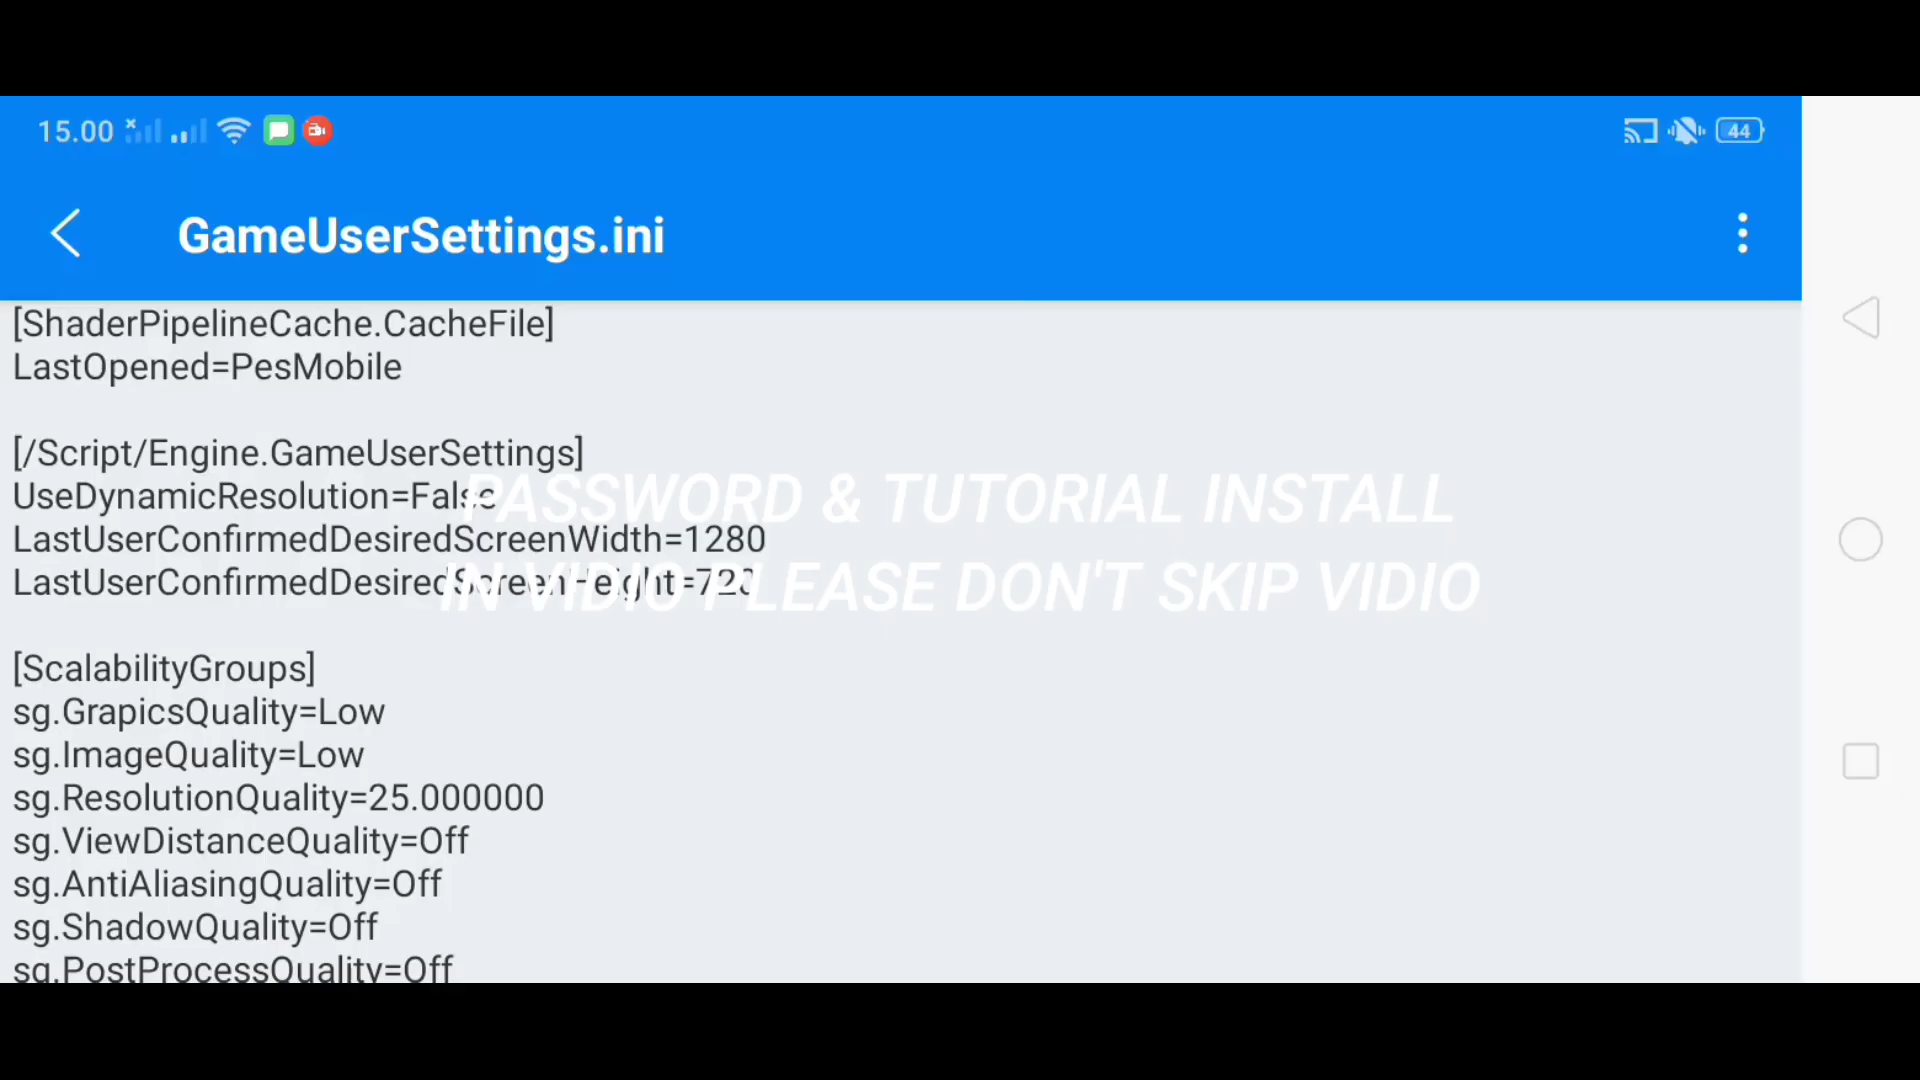 15.00
44
GameUserSettings.ini
[ShaderPipelineCache.CacheFile]
LastOpened=PesMobile
[/Script/Engine.GameUserSettings]
UseDynamicResolution=False
LastUserConfirmedDesiredScreenWidth=1280
LastUserConfirmedDesiredScreenHeight=720
PASSWORD & TUTORIAL INSTALL
IN VIDIO PLEASE DON'T SKIP VIDIO
[ScalabilityGroups]
sg.GrapicsQuality=Low
sg.ImageQuality=Low
sg.ResolutionQuality=25.000000
sg.ViewDistanceQuality=Off
sg.AntiAliasingQuality=Off
sg.ShadowQuality=Off
sg.PostProcessQuality=Off